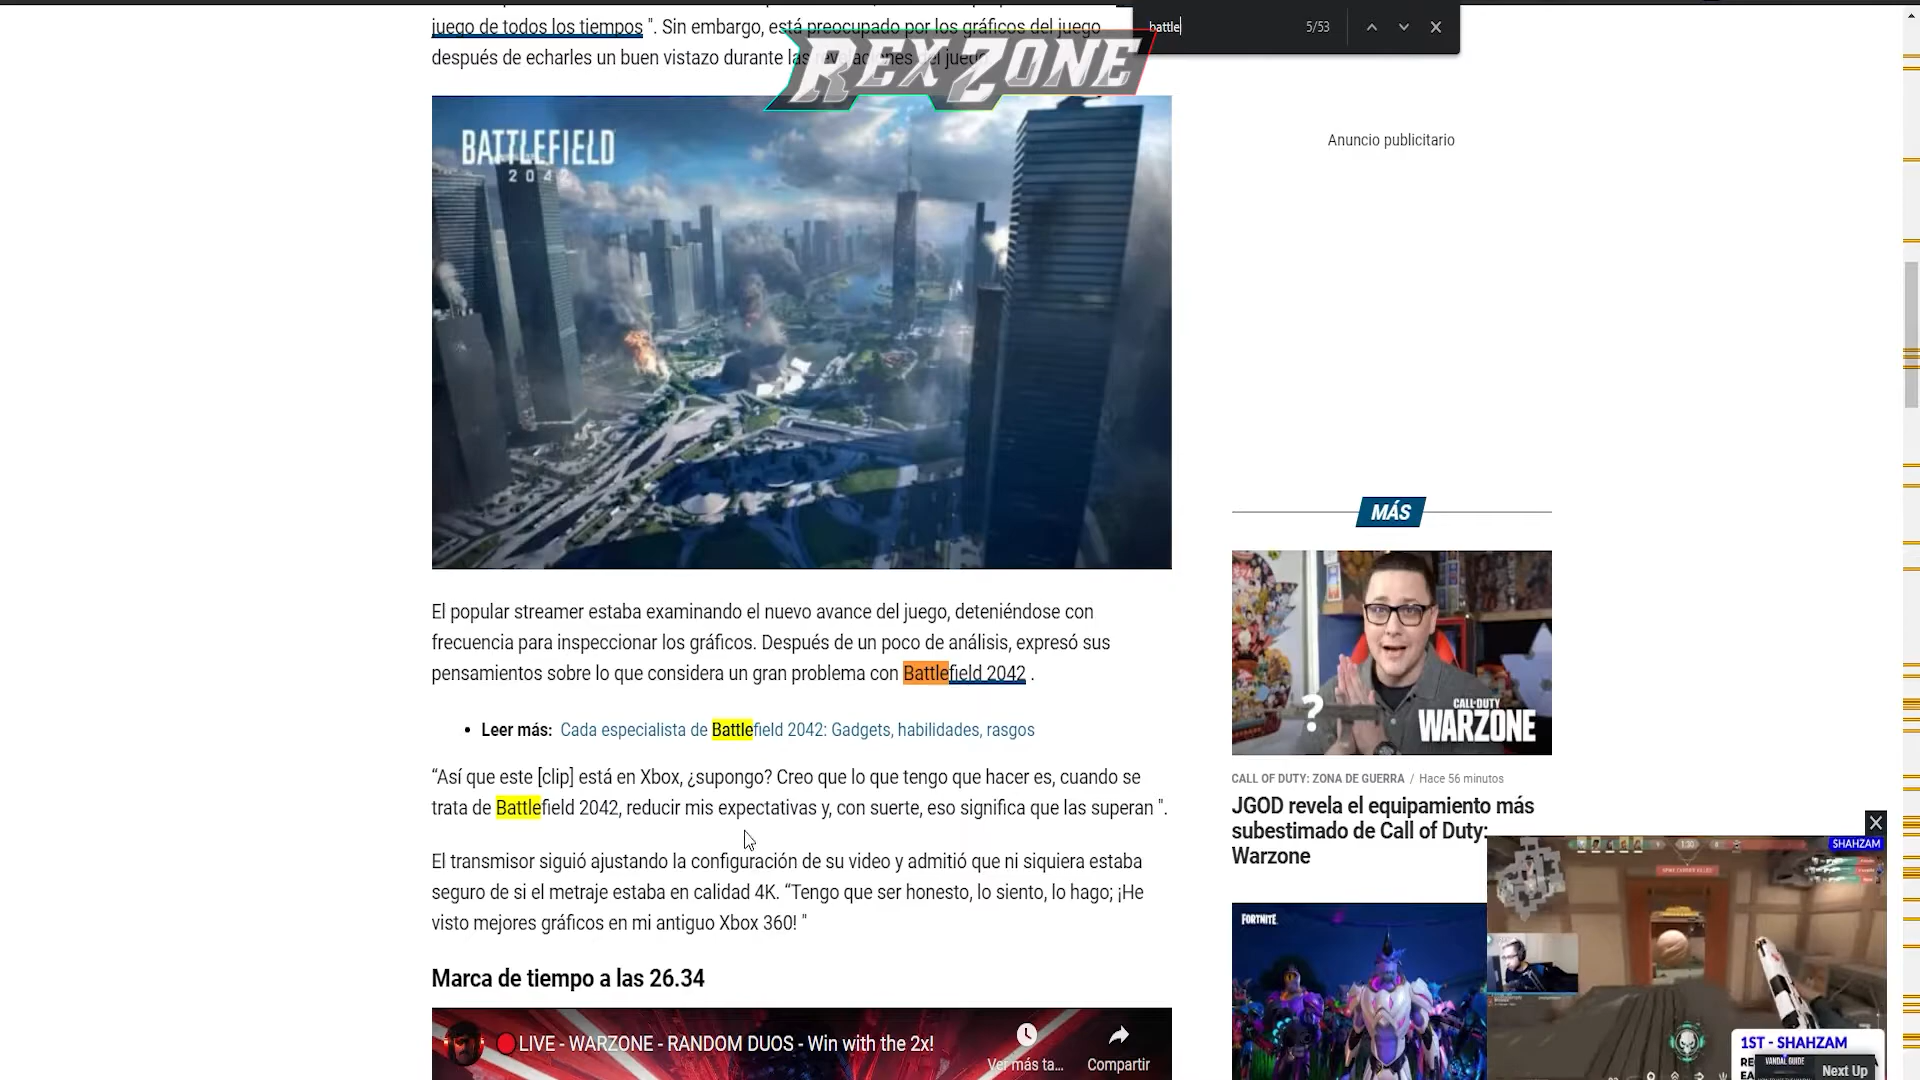 juego de todos los tiempos ". Sin embargo, está preocupado por los gráficos del juego
después de echarles un buen vistazo durante las revelaciones del juego
battle
5/53
REX ZONE
BATTLEFIELD
2042
Anuncio publicitario
El popular streamer estaba examinando el nuevo avance del juego, deteniéndose con
frecuencia para inspeccionar los gráficos. Después de un poco de análisis, expresó sus
pensamientos sobre lo que considera un gran problema con Battlefield 2042 .
• Leer más: Cada especialista de Battlefield 2042: Gadgets, habilidades, rasgos
“Así que este [clip] está en Xbox, ¿supongo? Creo que lo que tengo que hacer es, cuando se
trata de Battlefield 2042, reducir mis expectativas y, con suerte, eso significa que las superan ".
El transmisor siguió ajustando la configuración de su video y admitió que ni siquiera estaba
seguro de si el metraje estaba en calidad 4K. “Tengo que ser honesto, lo siento, lo hago; ¡He
visto mejores gráficos en mi antiguo Xbox 360! "
Marca de tiempo a las 26.34
LIVE - WARZONE - RANDOM DUOS - Win with the 2x!
Ver más ta...
Compartir
MÁS
?
CALL OF DUTY
WARZONE
CALL OF DUTY: ZONA DE GUERRA / Hace 56 minutos
JGOD revela el equipamiento más
subestimado de Call of Duty:
Warzone
FORTNITE
SHAHZAM
1:30
1ST - SHAHZAM
VANDAL GUIDE
Next Up